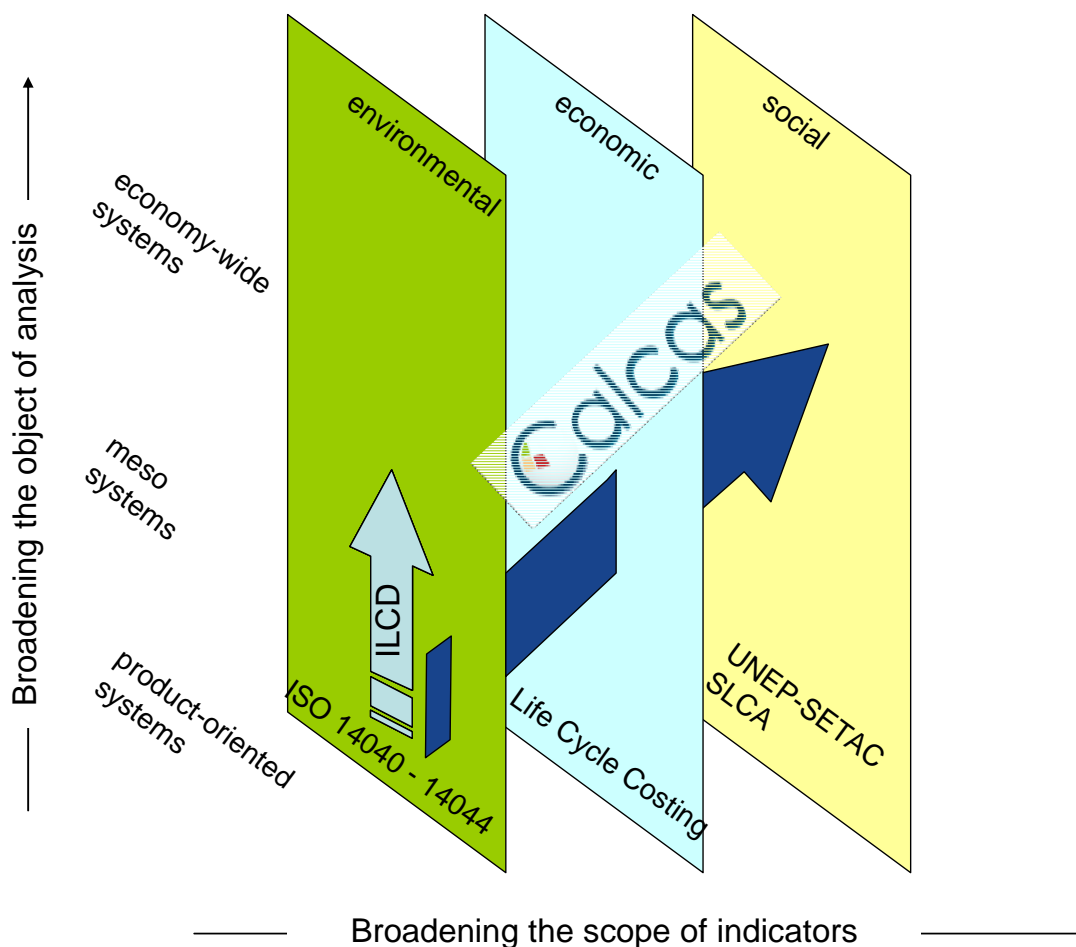 Broadening the object of analysis
economy-wide
systems
meso
systems
product-oriented
systems
environmental
economic
social
Calcas
ILCD
ISO 14040 - 14044
Life Cycle Costing
UNEP-SETAC
SLCA
Broadening the scope of indicators